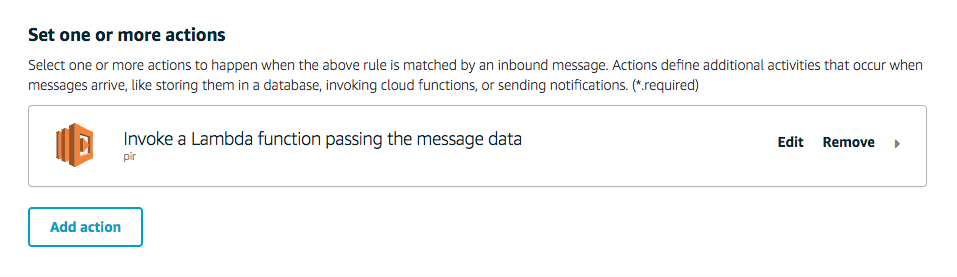 Set one or more actions
Select one or more actions to happen when the above rule is matched by an inbound message. Actions define additional activities that occur when
messages arrive, like storing them in a database, invoking cloud functions, or sending notifications. (*.required)
Invoke a Lambda function passing the message data
pir
Edit Remove
Add action